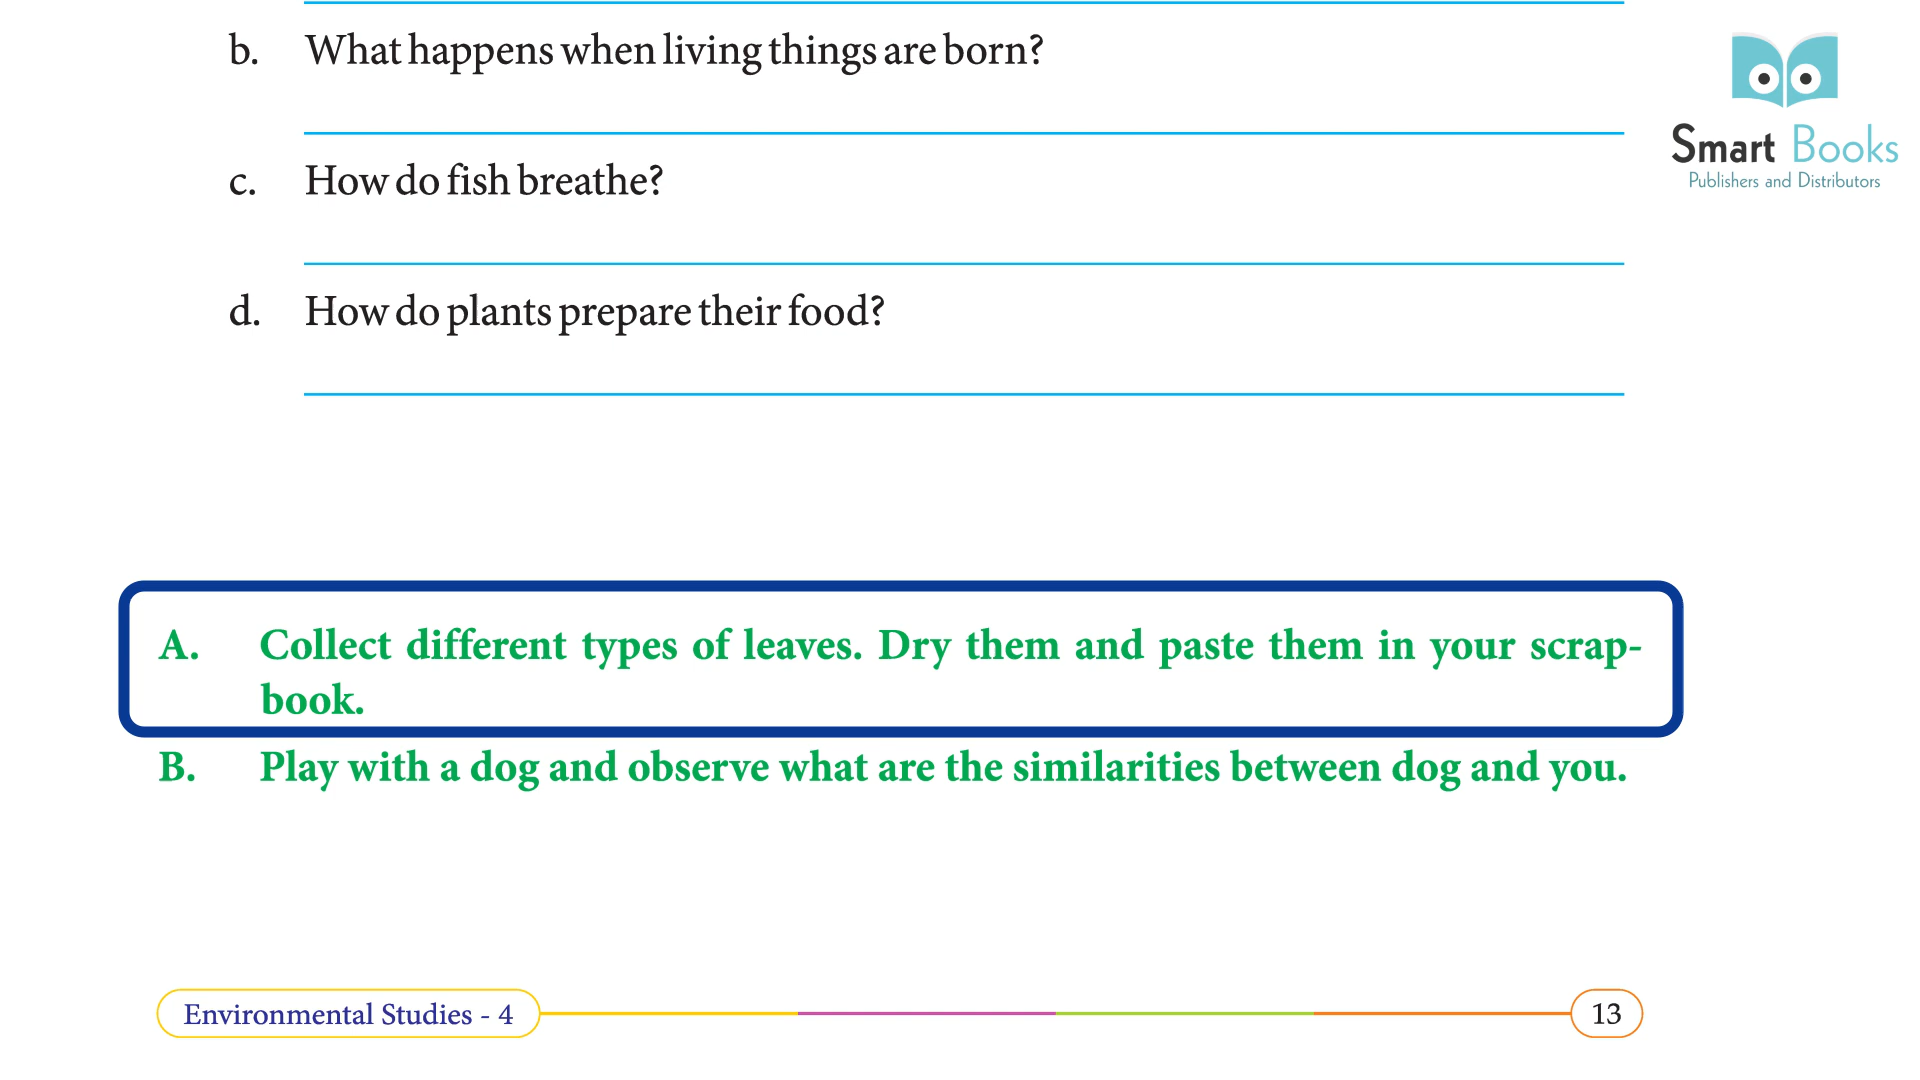 b. What happens when living things are born?
Smart Books
Publishers and Distributors
c. How do fish breathe?
d. How do plants prepare their food?
A. Collect different types of leaves. Dry them and paste them in your scrap-
book.
B. Play with a dog and observe what are the similarities between dog and you.
Environmental Studies - 4
13